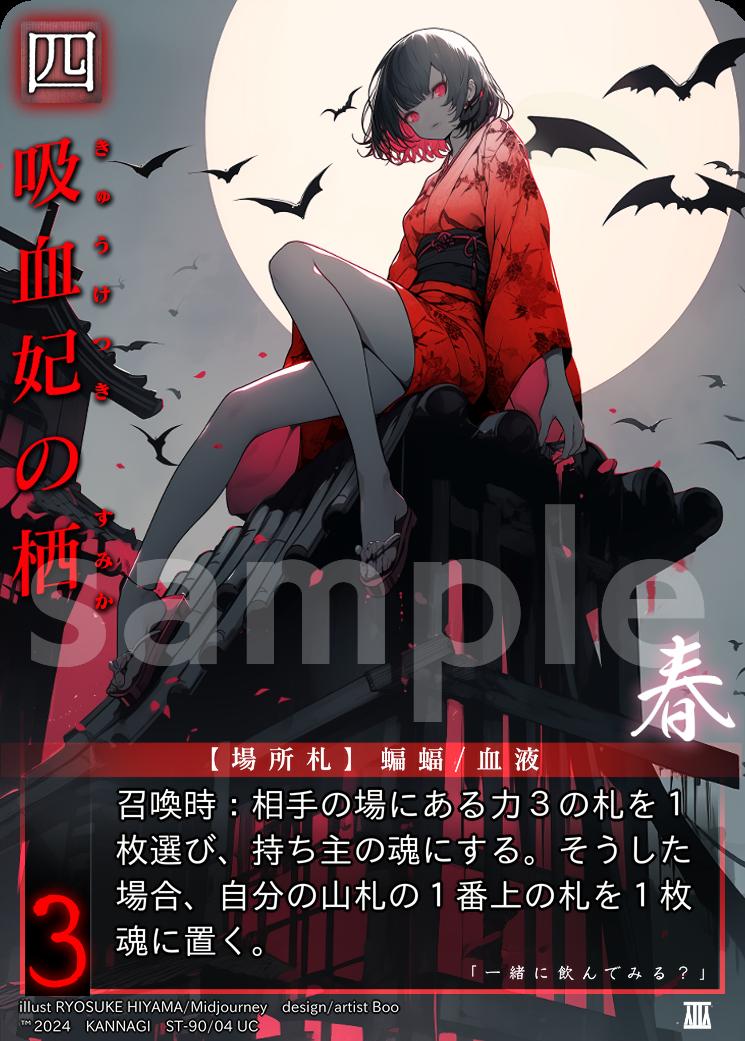 四
吸血妃の栖
きゅうけつき すみか
sample
春
【場所札】蝙蝠/血液
召喚時：相手の場にある力３の札を１
枚選び、持ち主の魂にする。そうした
場合、自分の山札の１番上の札を１枚
魂に置く。
3
「一緒に飲んでみる？」
illust RYOSUKE HIYAMA/Midjourney design/artist Boo
™2024 KANNAGI ST-90/04 UC